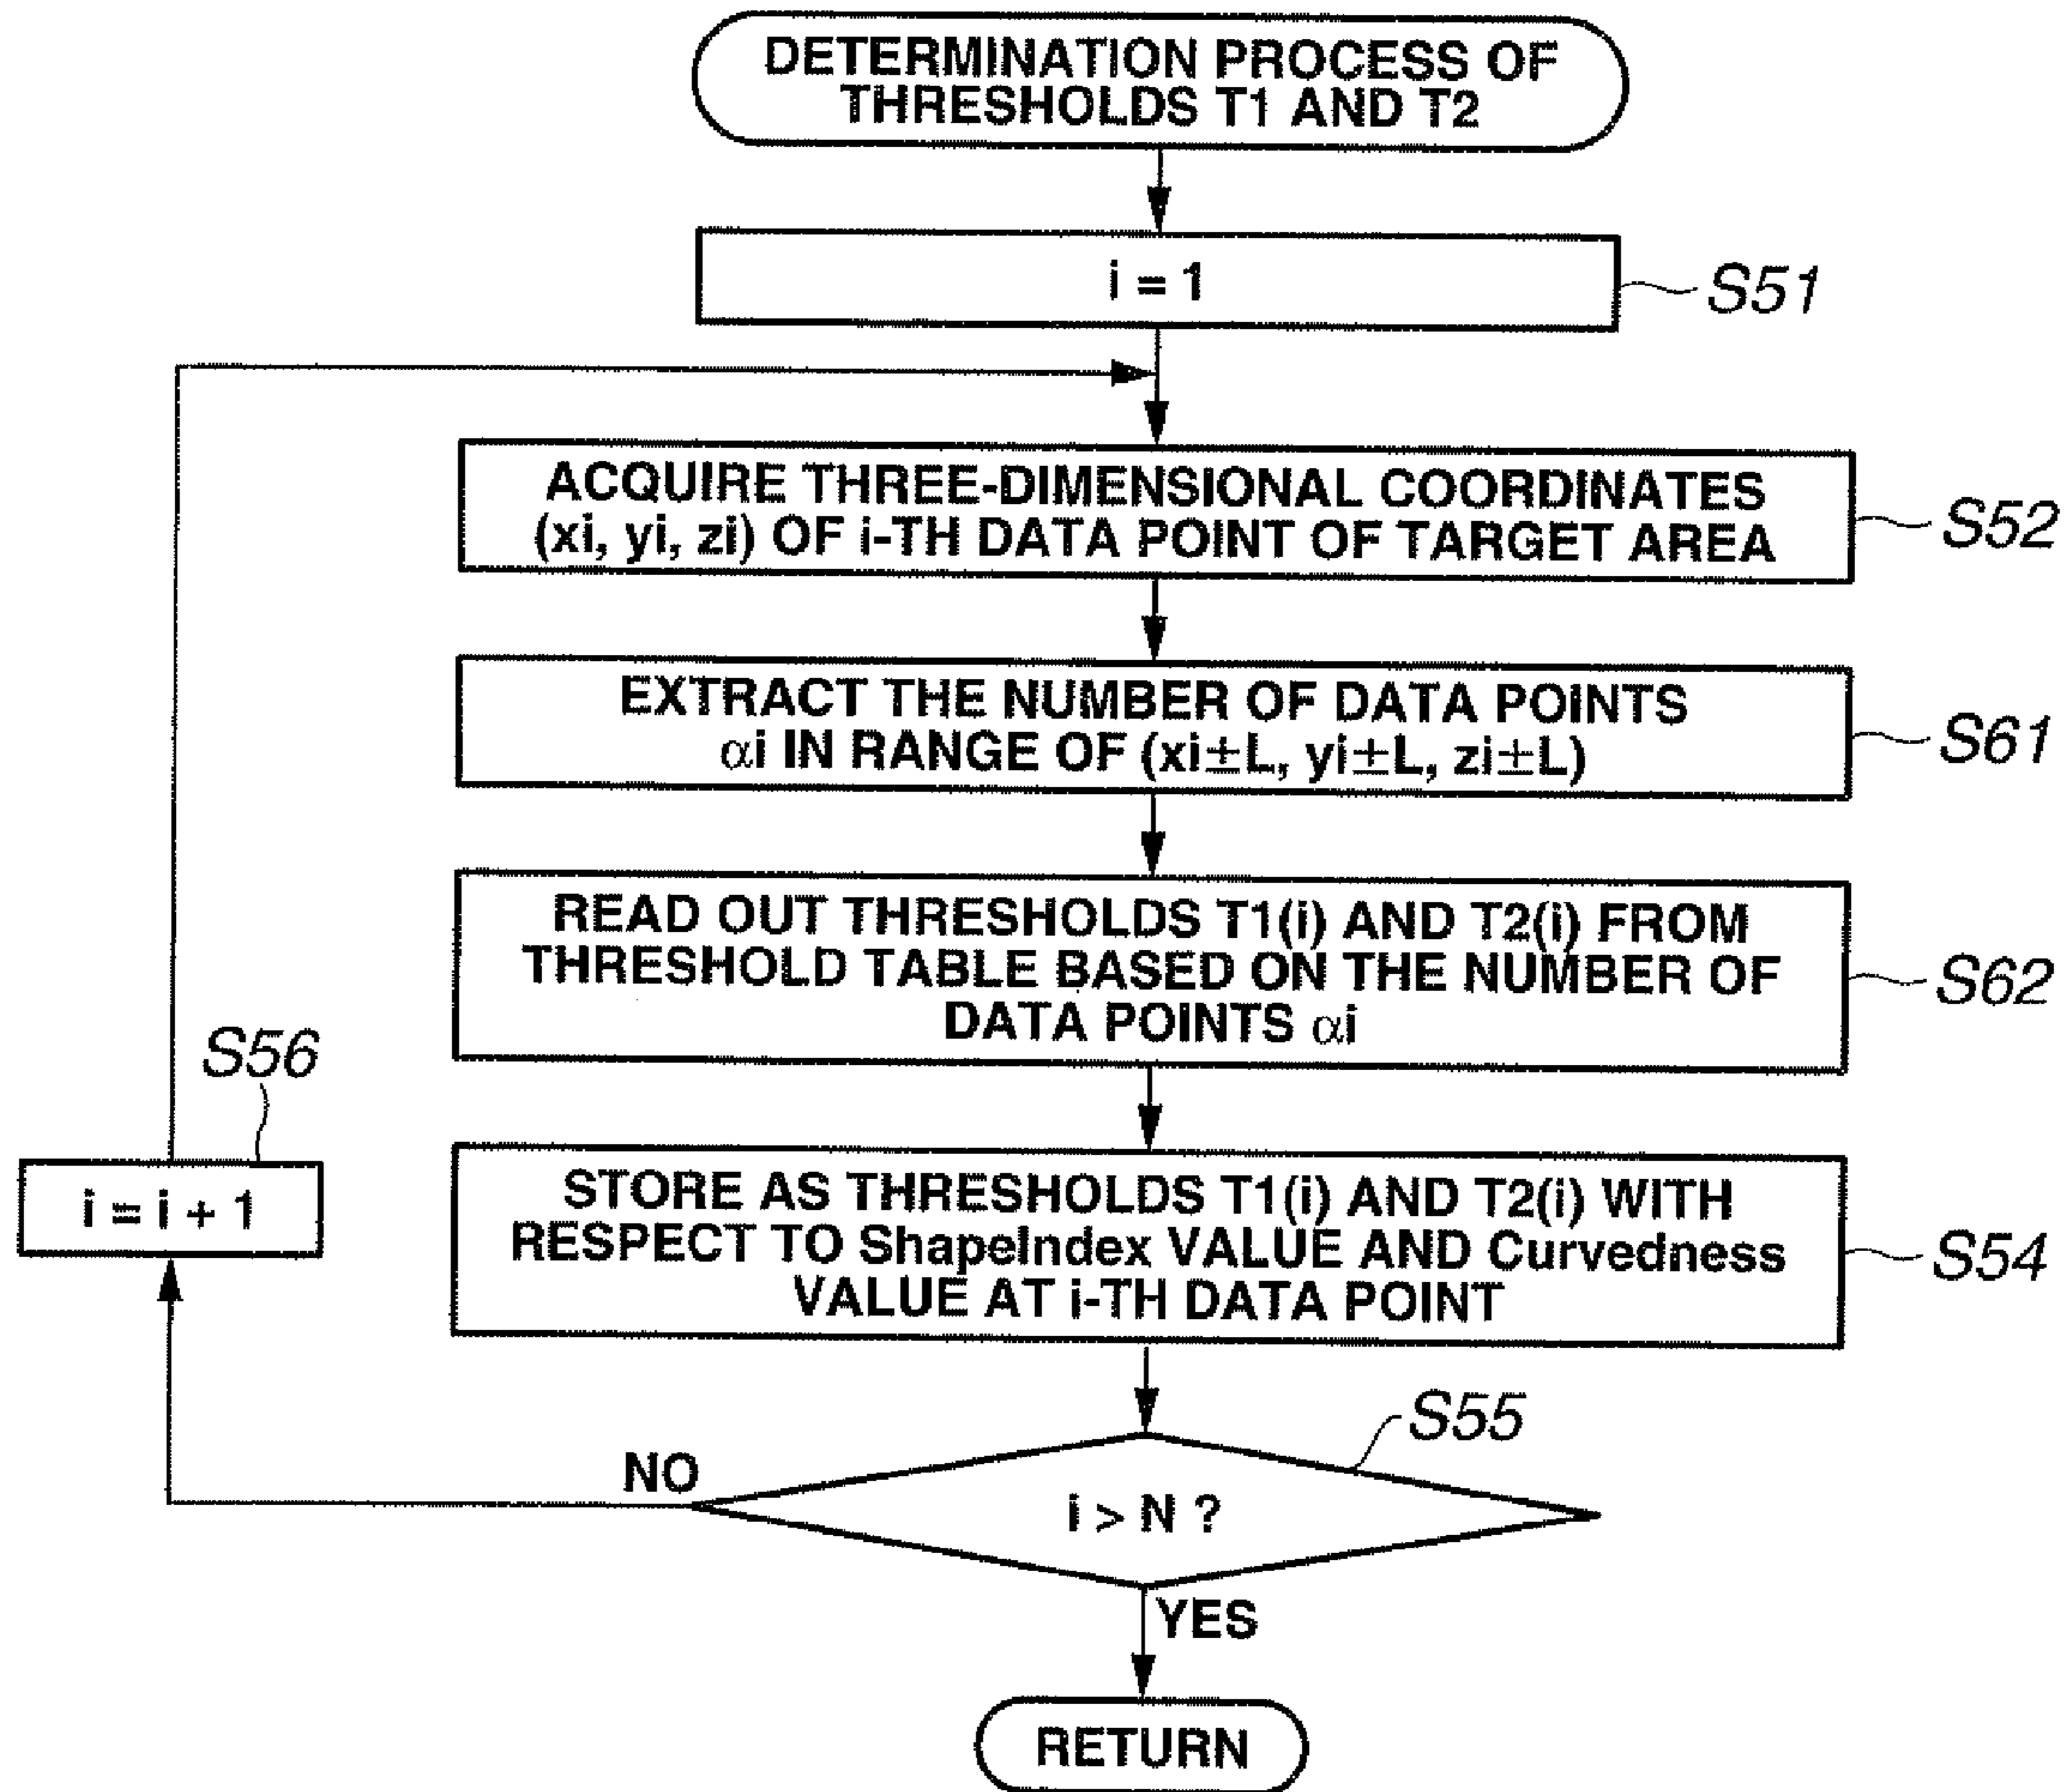 DETERMINATION PROCESS OF
THRESHOLDS T1 AND T2
i = 1
S51
ACQUIRE THREE-DIMENSIONAL COORDINATES
(xi, yi, zi) OF i-TH DATA POINT OF TARGET AREA
S52
EXTRACT THE NUMBER OF DATA POINTS
αi IN RANGE OF (xi±L, yi±L, zi±L)
S61
READ OUT THRESHOLDS T1(i) AND T2(i) FROM
THRESHOLD TABLE BASED ON THE NUMBER OF
DATA POINTS αi
S62
S56
i = i + 1
STORE AS THRESHOLDS T1(i) AND T2(i) WITH
RESPECT TO ShapeIndex VALUE AND Curvedness
VALUE AT i-TH DATA POINT
S54
S55
NO
i > N ?
YES
RETURN